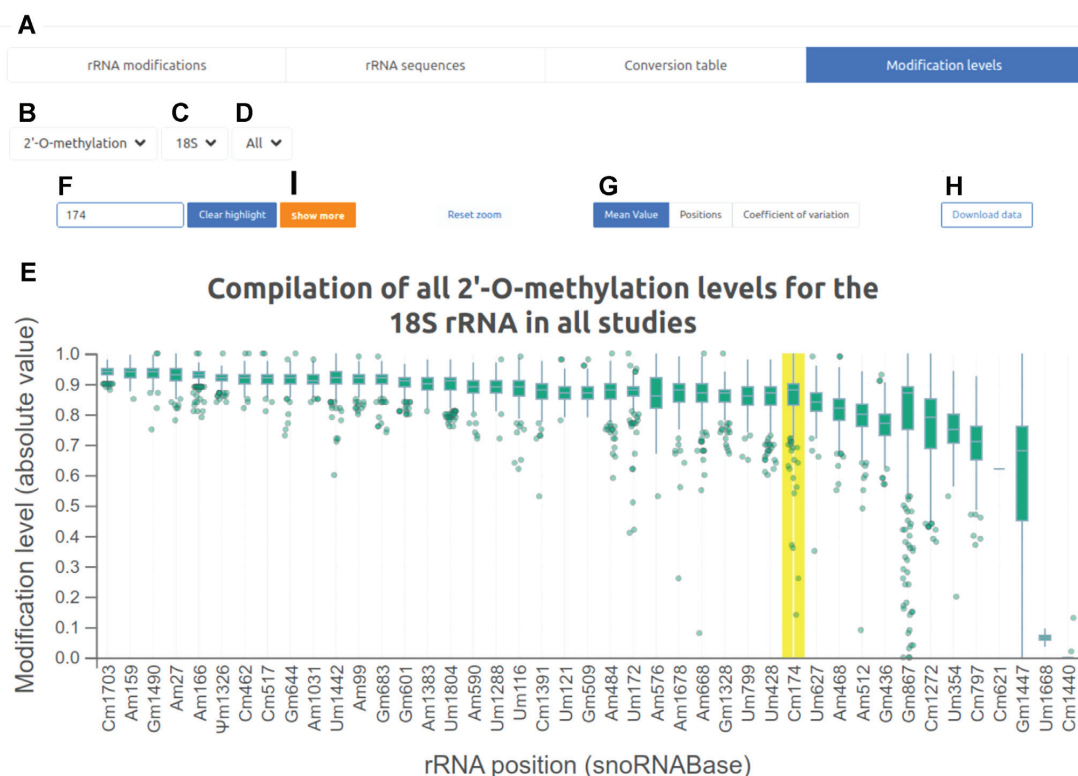 A
rRNA modifications rRNA sequences Conversion table Modification levels
B C D
2'-O-methylation 18S All
F I G H
174 Clear highlight Show more Reset zoom Mean Value Positions Coefficient of variation Download data
E
Compilation of all 2'-O-methylation levels for the
18S rRNA in all studies
Modification level (absolute value)
1.0
0.9
0.8
0.7
0.6
0.5
0.4
0.3
0.2
0.1
0.0
Cm1703 Am159 Gm1490 Am27 Am166 Ψm1326 Cm462 Cm517 Gm644 Am1031 Um1442 Am99 Gm683 Gm601 Am1383 Um1804 Am590 Um1288 Um116 Cm1391 Um121 Gm509 Am484 Um172 Am576 Am1678 Am668 Gm1328 Um799 Um428 Cm174 Um627 Am468 Am512 Gm436 Gm867 Cm1272 Um354 Cm797 Cm621 Gm1447 Um1668 Cm1440
rRNA position (snoRNABase)